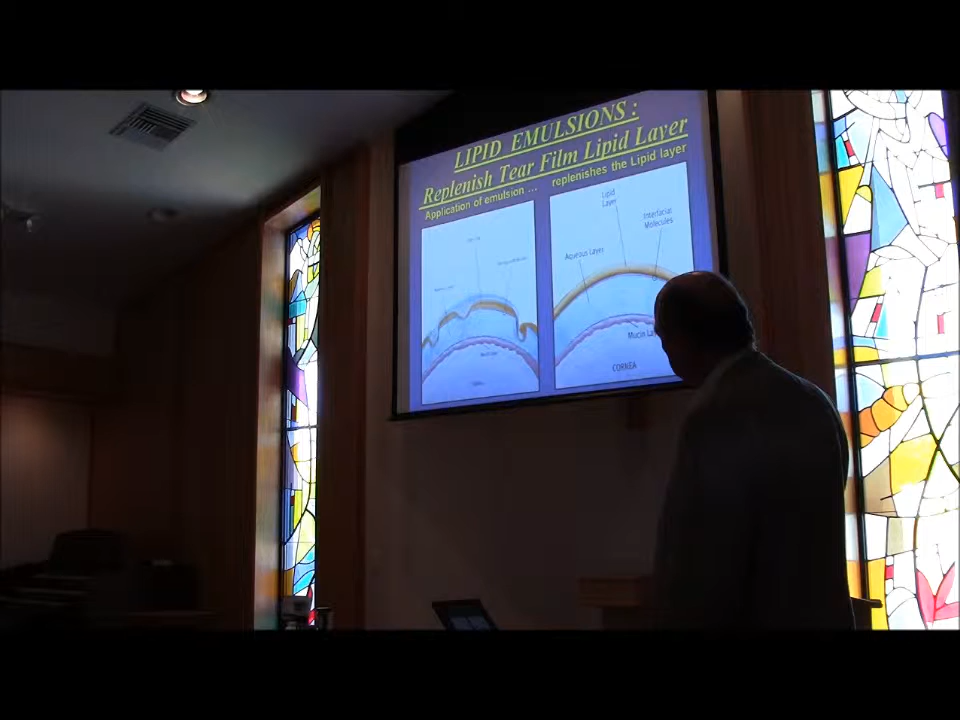 LIPID EMULSIONS :
Replenish Tear Film Lipid Layer
Application of emulsion ... replenishes the Lipid layer
Lipid
Layer
Interfacial
Molecules
Aqueous Layer
Mucin
CORNEA